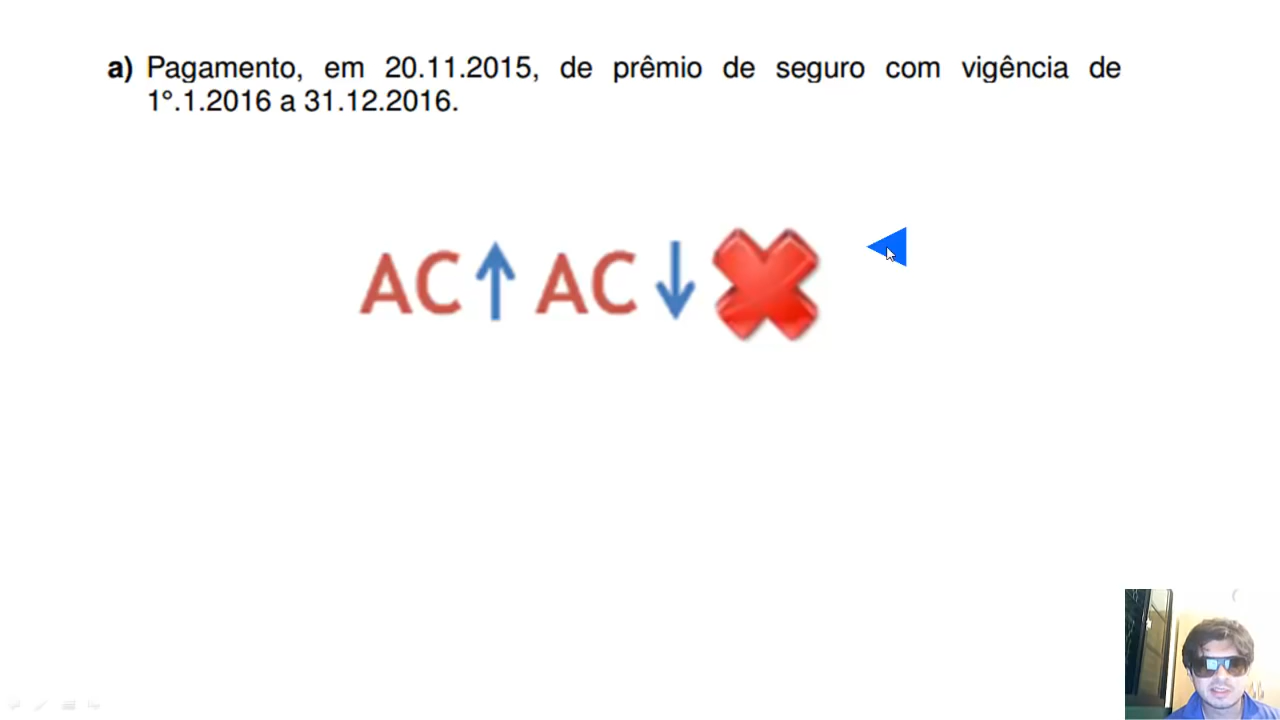 a) Pagamento, em 20.11.2015, de prêmio de seguro com vigência de
1°.1.2016 a 31.12.2016.
AC AC